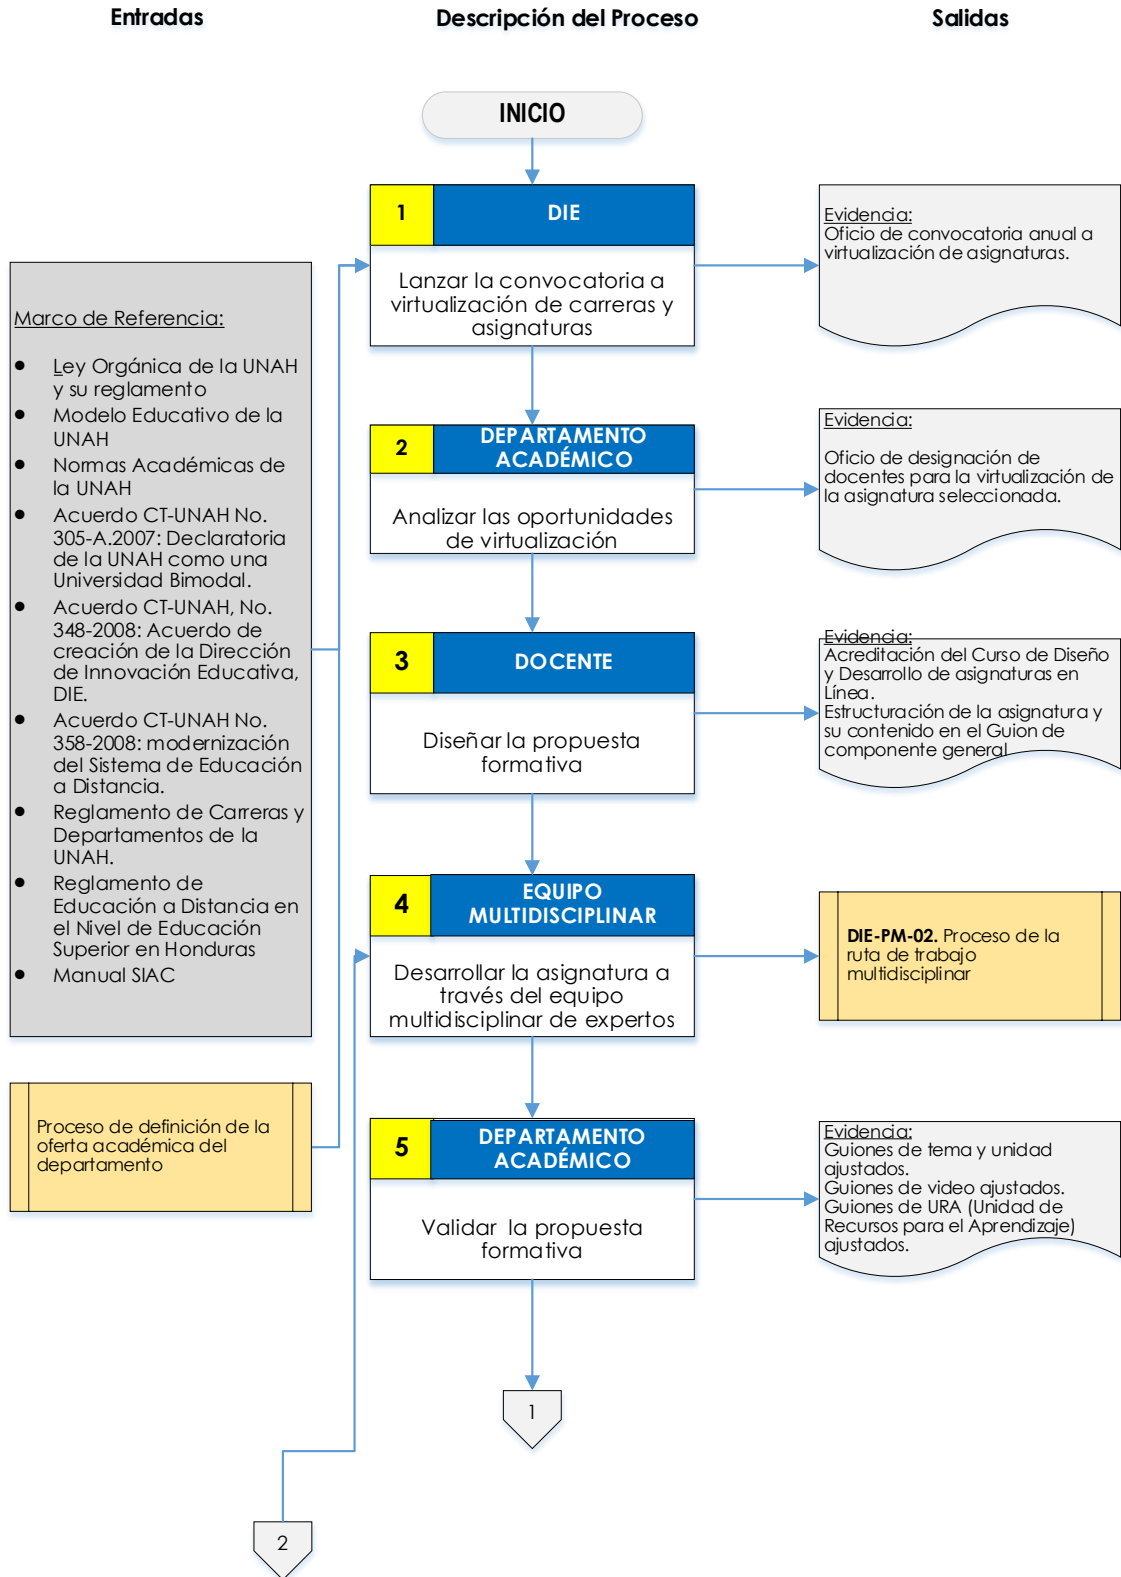 Entradas
Descripción del Proceso
Salidas
INICIO
Marco de Referencia:
● Ley Orgánica de la UNAH
y su reglamento
● Modelo Educativo de la
UNAH
● Normas Académicas de
la UNAH
● Acuerdo CT-UNAH No.
305-A.2007: Declaratoria
de la UNAH como una
Universidad Bimodal.
● Acuerdo CT-UNAH, No.
348-2008: Acuerdo de
creación de la Dirección
de Innovación Educativa,
DIE.
● Acuerdo CT-UNAH No.
358-2008: modernización
del Sistema de Educación
a Distancia.
● Reglamento de Carreras y
Departamentos de la
UNAH.
● Reglamento de
Educación a Distancia en
el Nivel de Educación
Superior en Honduras
● Manual SIAC
Proceso de definición de la
oferta académica del
departamento
1
DIE
Lanzar la convocatoria a
virtualización de carreras y
asignaturas
Evidencia:
Oficio de convocatoria anual a
virtualización de asignaturas.
2
DEPARTAMENTO
ACADÉMICO
Analizar las oportunidades
de virtualización
Evidencia:
Oficio de designación de
docentes para la virtualización de
la asignatura seleccionada.
3
DOCENTE
Diseñar la propuesta
formativa
Evidencia:
Acreditación del Curso de Diseño
y Desarrollo de asignaturas en
Línea.
Estructuración de la asignatura y
su contenido en el Guion de
componente general
4
EQUIPO
MULTIDISCIPLINAR
Desarrollar la asignatura a
través del equipo
multidisciplinar de expertos
DIE-PM-02. Proceso de la
ruta de trabajo
multidisciplinar
5
DEPARTAMENTO
ACADÉMICO
Validar la propuesta
formativa
Evidencia:
Guiones de tema y unidad
ajustados.
Guiones de video ajustados.
Guiones de URA (Unidad de
Recursos para el Aprendizaje)
ajustados.
1
2